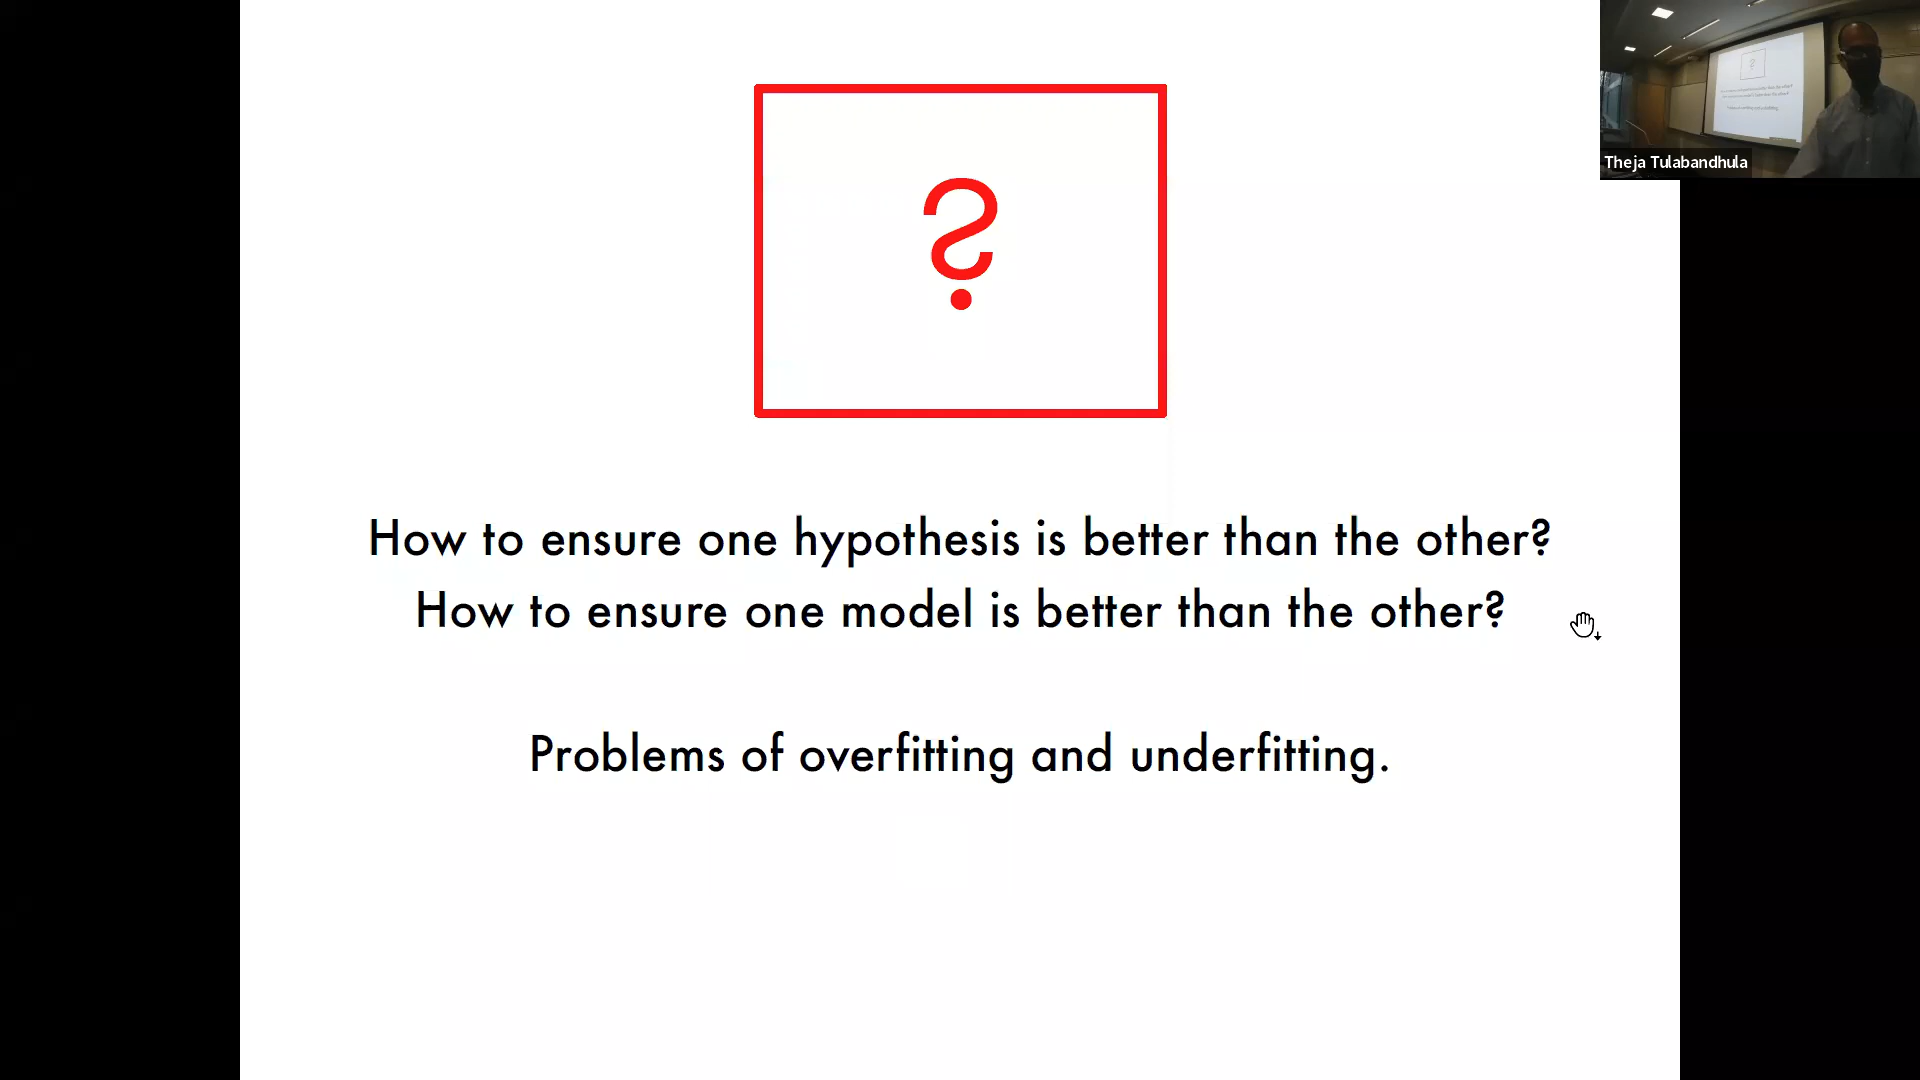 ?
How to ensure one hypothesis is better than the other?
How to ensure one model is better than the other?
Problems of overfitting and underfitting.
Theja Tulabandhula